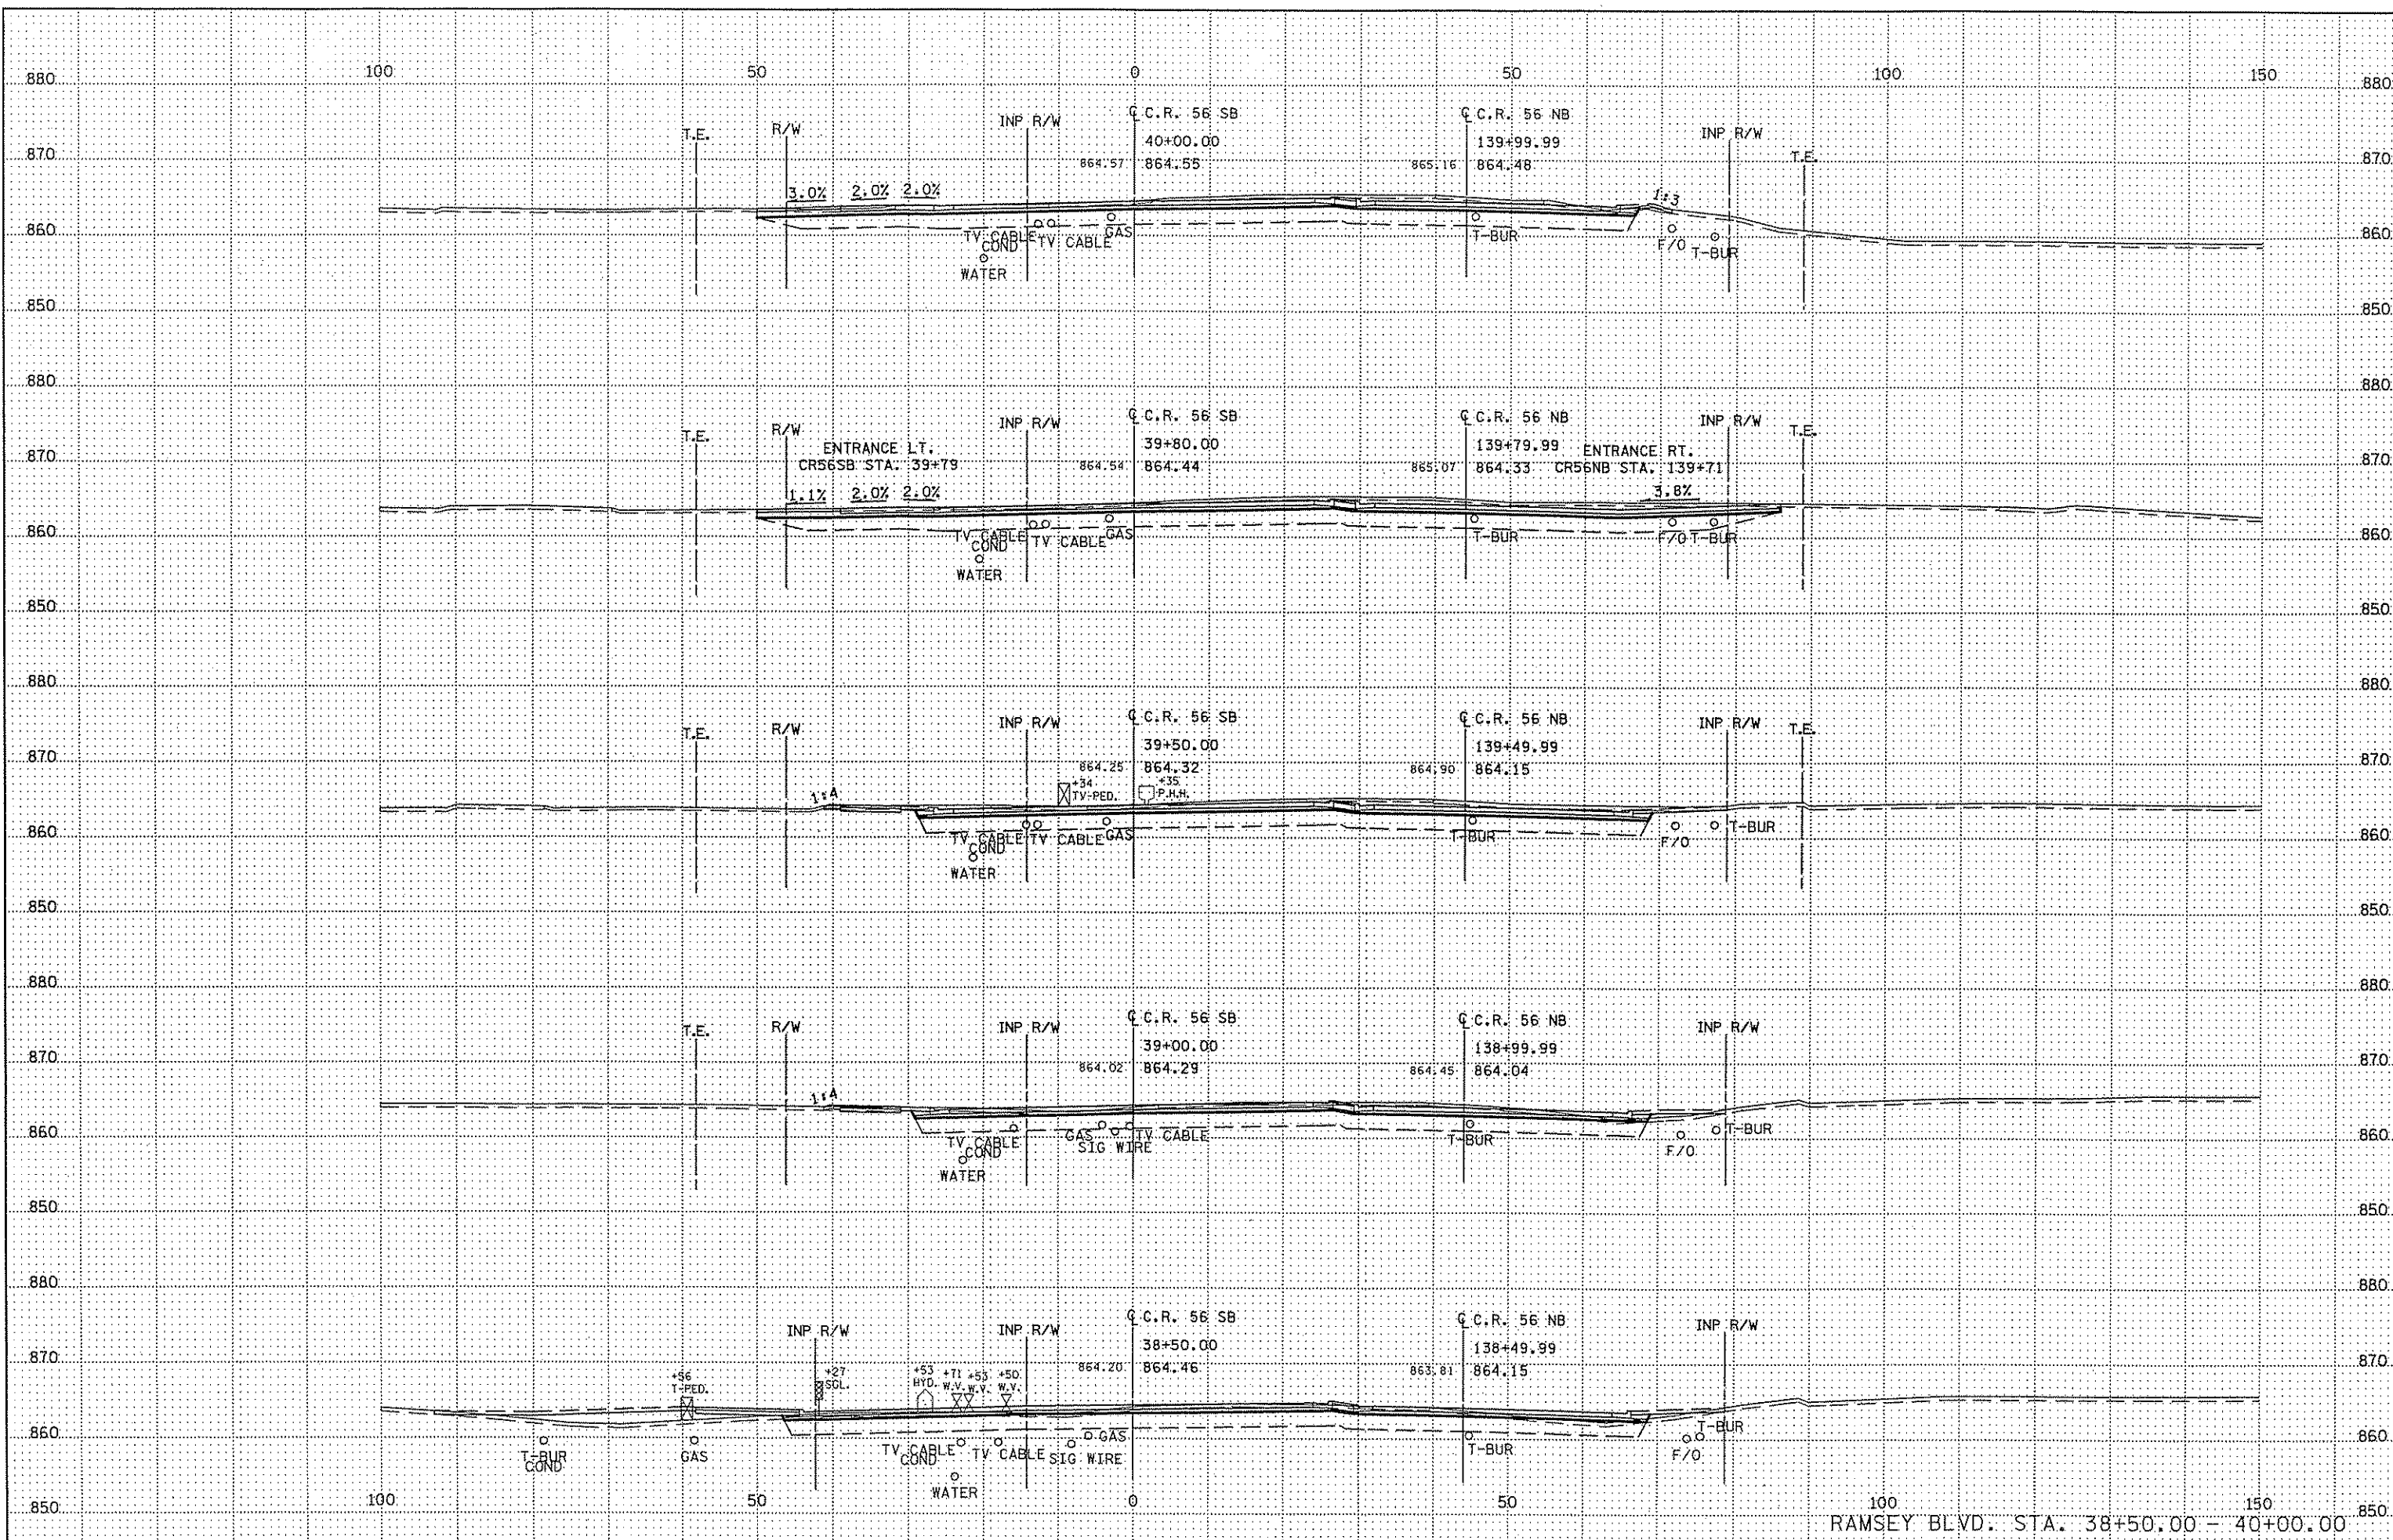 100 50 0 50 100 150
880 880
℄ C.R. 56 SB ℄ C.R. 56 NB
T.E. R/W INP R/W 40+00.00 139+99.99 INP R/W T.E.
870 864.57 864.55 865.16 864.48 870
3.0% 2.0% 2.0% 1:3
860 TV CABLE TV CABLE GAS T-BUR F/O T-BUR 860
COND
WATER
850 850
880 880
℄ C.R. 56 SB ℄ C.R. 56 NB
T.E. R/W INP R/W 39+80.00 139+79.99 INP R/W T.E.
ENTRANCE LT. ENTRANCE RT.
870 CR56SB STA. 39+79 864.54 864.44 865.07 864.33 CR56NB STA. 139+71 870
1.1% 2.0% 2.0% 3.8%
860 TV CABLE TV CABLE GAS T-BUR F/O T-BUR 860
COND
WATER
850 850
880 880
℄ C.R. 56 SB ℄ C.R. 56 NB
T.E. R/W INP R/W 39+50.00 139+49.99 INP R/W T.E.
870 864.25 864.32 864.90 864.15 870
+34 +35
1:4 TV-PED. P.H.H.
860 TV CABLE TV CABLE GAS T-BUR F/O T-BUR 860
COND
WATER
850 850
880 880
℄ C.R. 56 SB ℄ C.R. 56 NB
T.E. R/W INP R/W 39+00.00 138+99.99 INP R/W
870 864.02 864.29 864.45 864.04 870
1:4
860 TV CABLE GAS TV CABLE T-BUR F/O T-BUR 860
COND SIG WIRE
WATER
850 850
880 880
℄ C.R. 56 SB ℄ C.R. 56 NB
INP R/W INP R/W 38+50.00 138+49.99 INP R/W
870 864.20 864.46 863.81 864.15 870
+56 +27 +53 +71 +53 +50
T-PED. SGL. HYD. W.V. W.V. W.V.
860 T-BUR GAS TV CABLE TV CABLE SIG WIRE GAS T-BUR F/O T-BUR 860
COND COND
WATER
850 100 50 0 50 100 150 850
RAMSEY BLVD. STA. 38+50.00 - 40+00.00